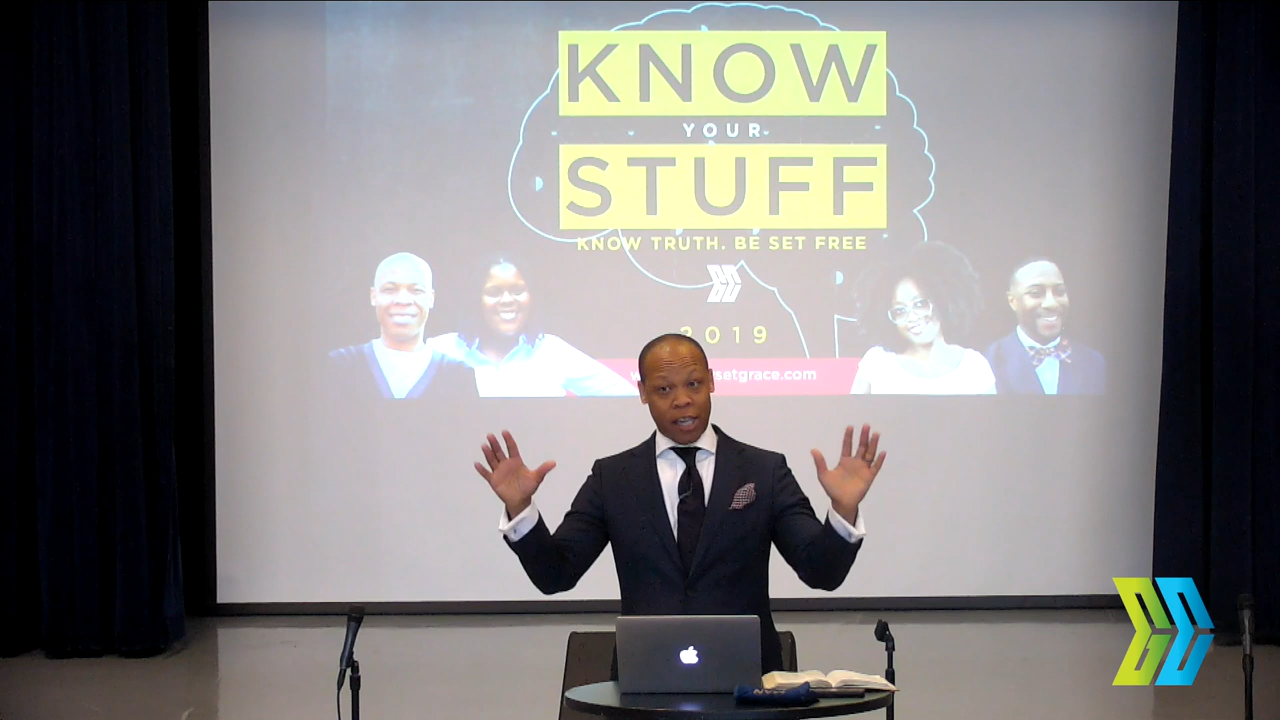 KNOW
YOUR
STUFF
KNOW TRUTH. BE SET FREE
2019
setgrace.com